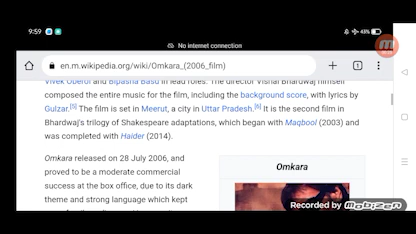 9:59
42%
No internet connection
en.m.wikipedia.org/wiki/Omkara_(2006_film)
Vivek Oberoi and Bipasha Basu in lead roles. The director Vishal Bhardwaj himself
composed the entire music for the film, including the background score, with lyrics by
Gulzar.[5] The film is set in Meerut, a city in Uttar Pradesh.[6] It is the second film in
Bhardwaj's trilogy of Shakespeare adaptations, which began with Maqbool (2003) and
was completed with Haider (2014).
Omkara released on 28 July 2006, and
proved to be a moderate commercial
success at the box office, due to its dark
theme and strong language which kept
Omkara
Recorded by
mobizen